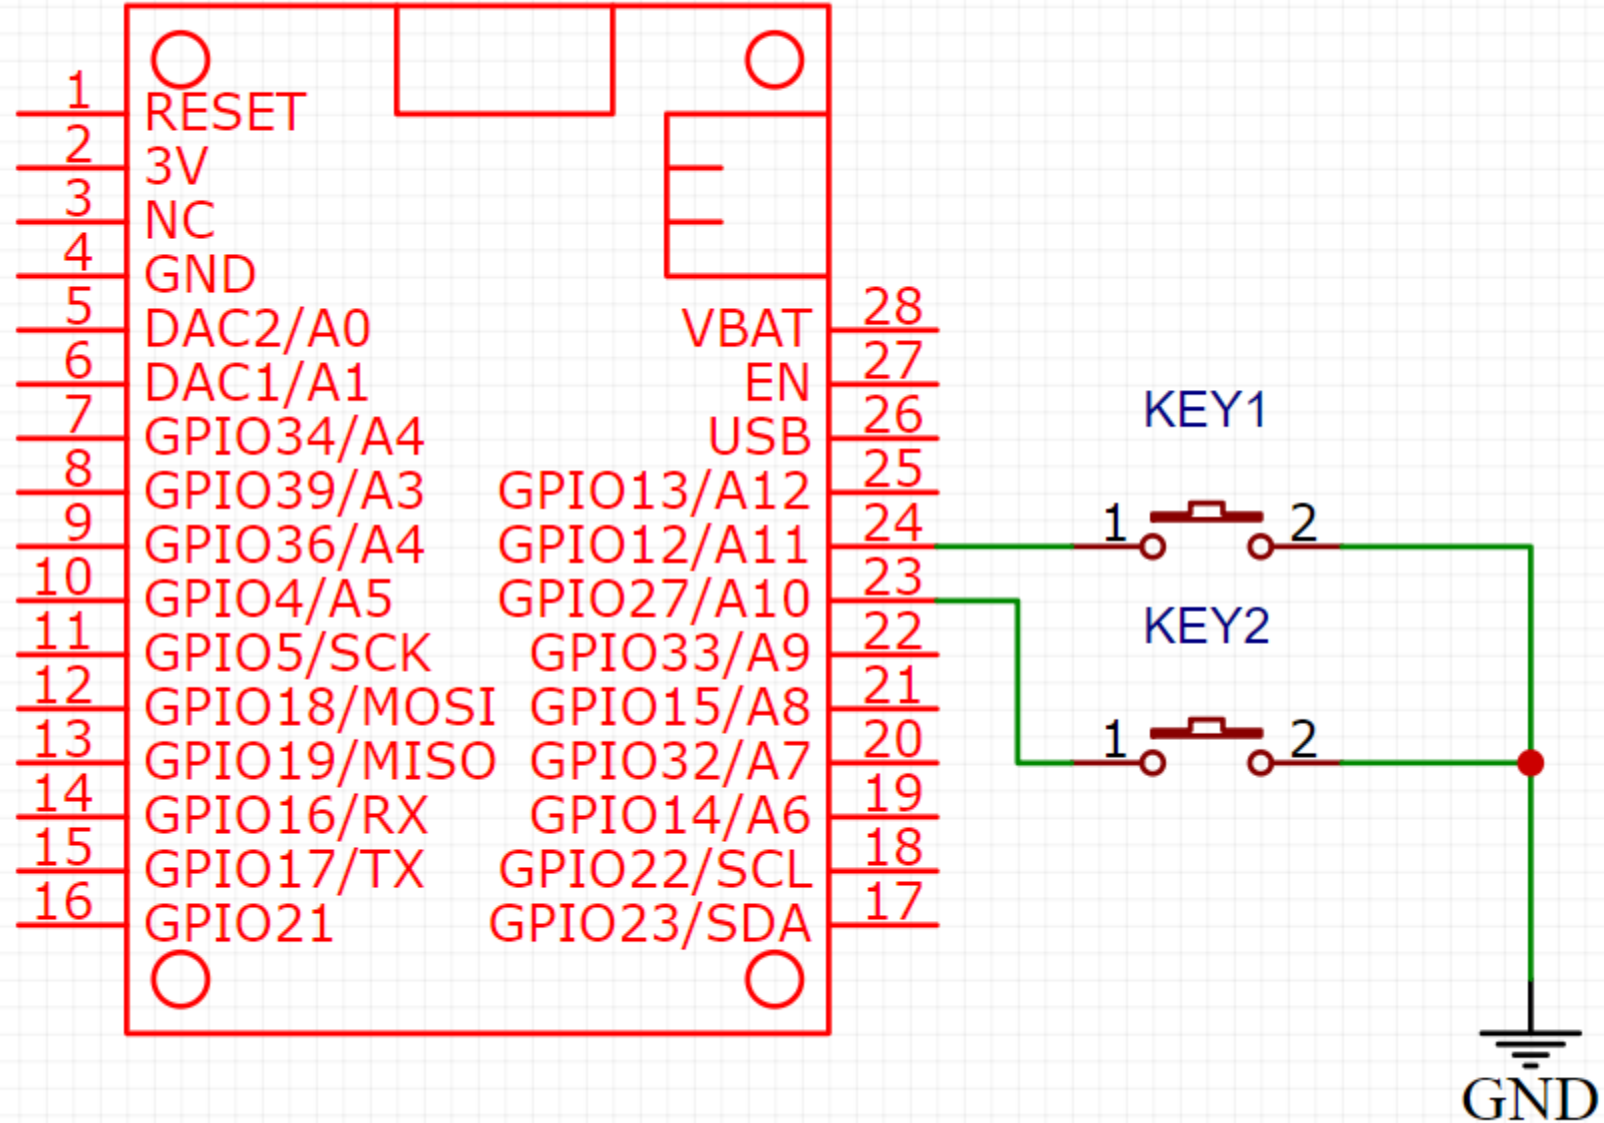 1 RESET
2 3V
3 NC
4 GND
5 DAC2/A0 VBAT 28
6 DAC1/A1 EN 27
7 GPIO34/A4 USB 26
8 GPIO39/A3 GPIO13/A12 25
9 GPIO36/A4 GPIO12/A11 24
10 GPIO4/A5 GPIO27/A10 23
11 GPIO5/SCK GPIO33/A9 22
12 GPIO18/MOSI GPIO15/A8 21
13 GPIO19/MISO GPIO32/A7 20
14 GPIO16/RX GPIO14/A6 19
15 GPIO17/TX GPIO22/SCL 18
16 GPIO21 GPIO23/SDA 17
KEY1
1 2
KEY2
1 2
GND